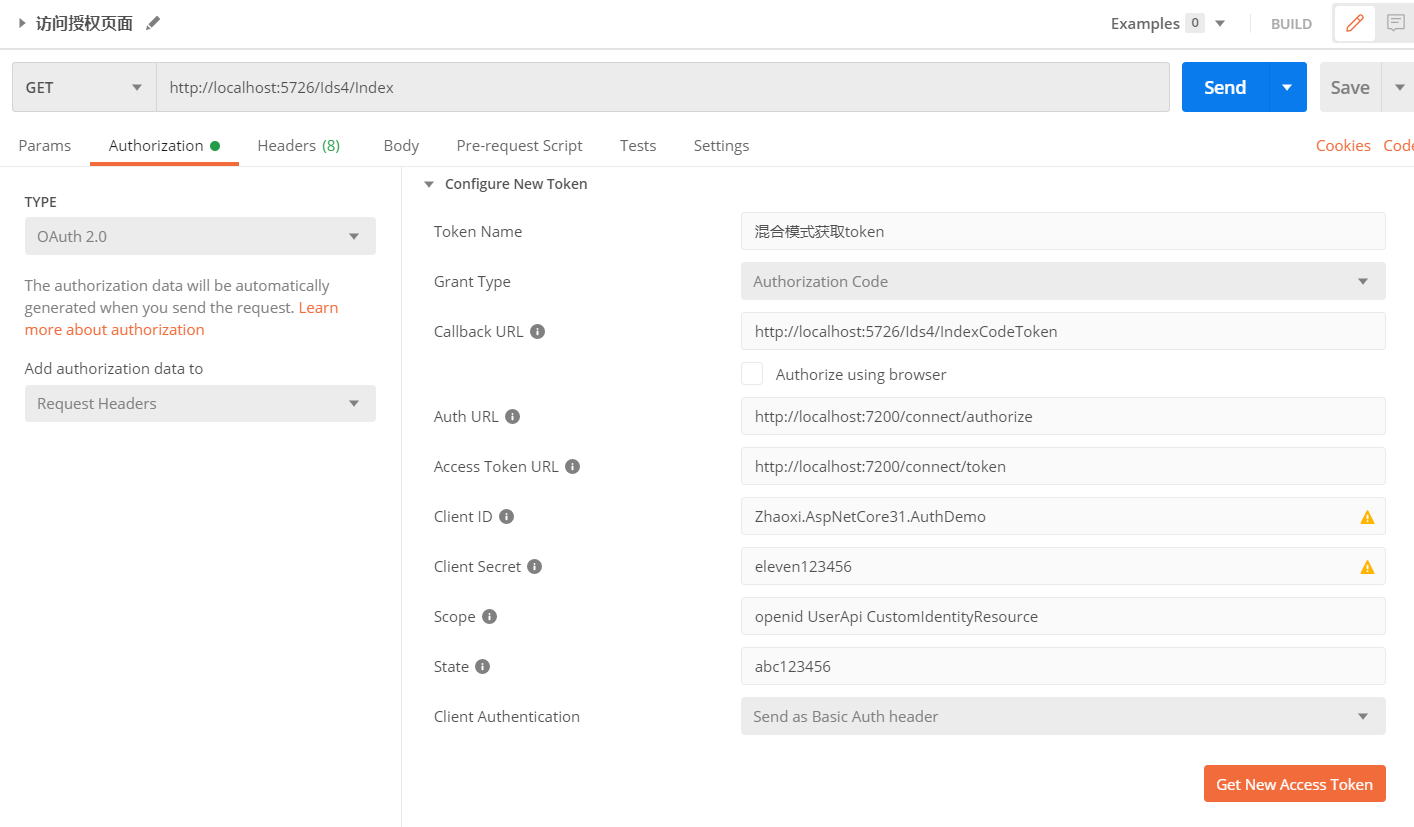 访问授权页面
Examples 0
BUILD
GET
http://localhost:5726/Ids4/Index
Send
Save
Params
Authorization
Headers (8)
Body
Pre-request Script
Tests
Settings
Cookies
Code
TYPE
OAuth 2.0
The authorization data will be automatically
generated when you send the request. Learn
more about authorization
Add authorization data to
Request Headers
Configure New Token
Token Name
混合模式获取token
Grant Type
Authorization Code
Callback URL
http://localhost:5726/Ids4/IndexCodeToken
Authorize using browser
Auth URL
http://localhost:7200/connect/authorize
Access Token URL
http://localhost:7200/connect/token
Client ID
Zhaoxi.AspNetCore31.AuthDemo
Client Secret
eleven123456
Scope
openid UserApi CustomIdentityResource
State
abc123456
Client Authentication
Send as Basic Auth header
Get New Access Token